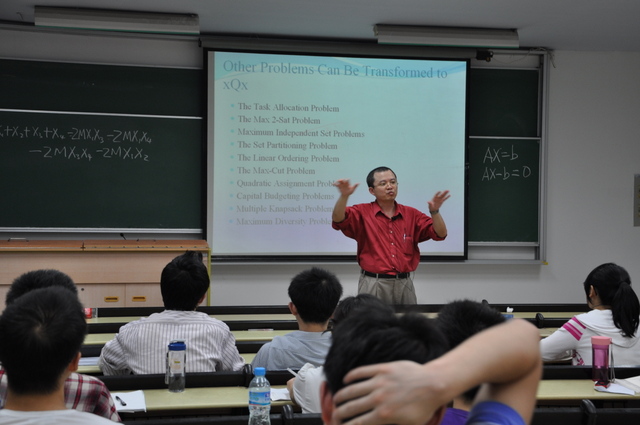 Other Problems Can Be Transformed to
xQx
The Task Allocation Problem
The Max 2-Sat Problem
Maximum Independent Set Problems
The Set Partitioning Problem
The Linear Ordering Problem
The Max-Cut Problem
Quadratic Assignment
Capital Budgeting Problems
Multiple Knapsack Problems
Maximum Diversity
AX=b
AX-b=0